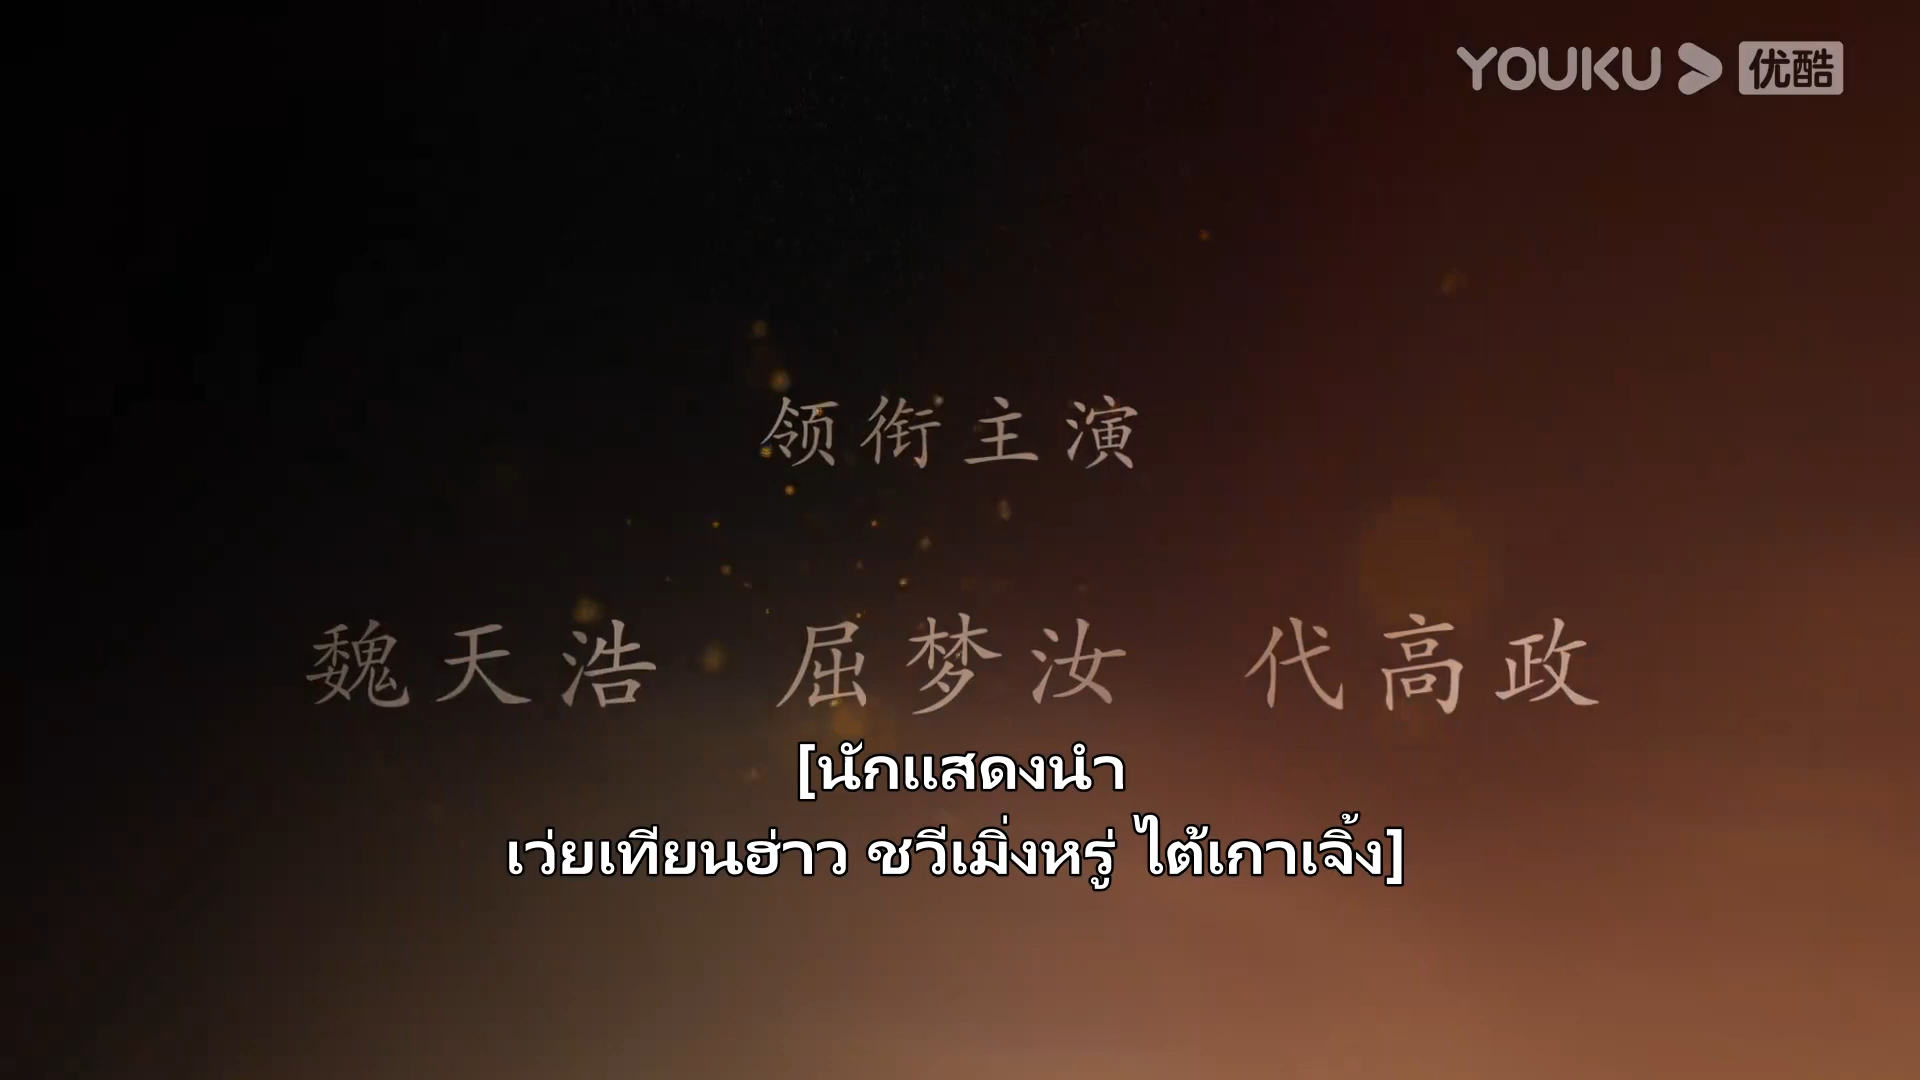 YOUKU 优酷
领衔主演
魏天浩 屈梦汝 代高政
[นักแสดงนำ
เว่ยเทียนฮ่าว ชวีเมิ่งหรู่ ไต้เกาเจิ้ง]